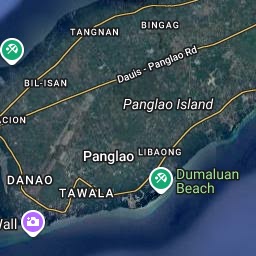 BINGAG
TANGNAN
Dauis - Panglao Rd
BIL-ISAN
Panglao Island
ACION
Panglao
LIBAONG
Dumaluan
Beach
DANAO
TAWALA
Wall